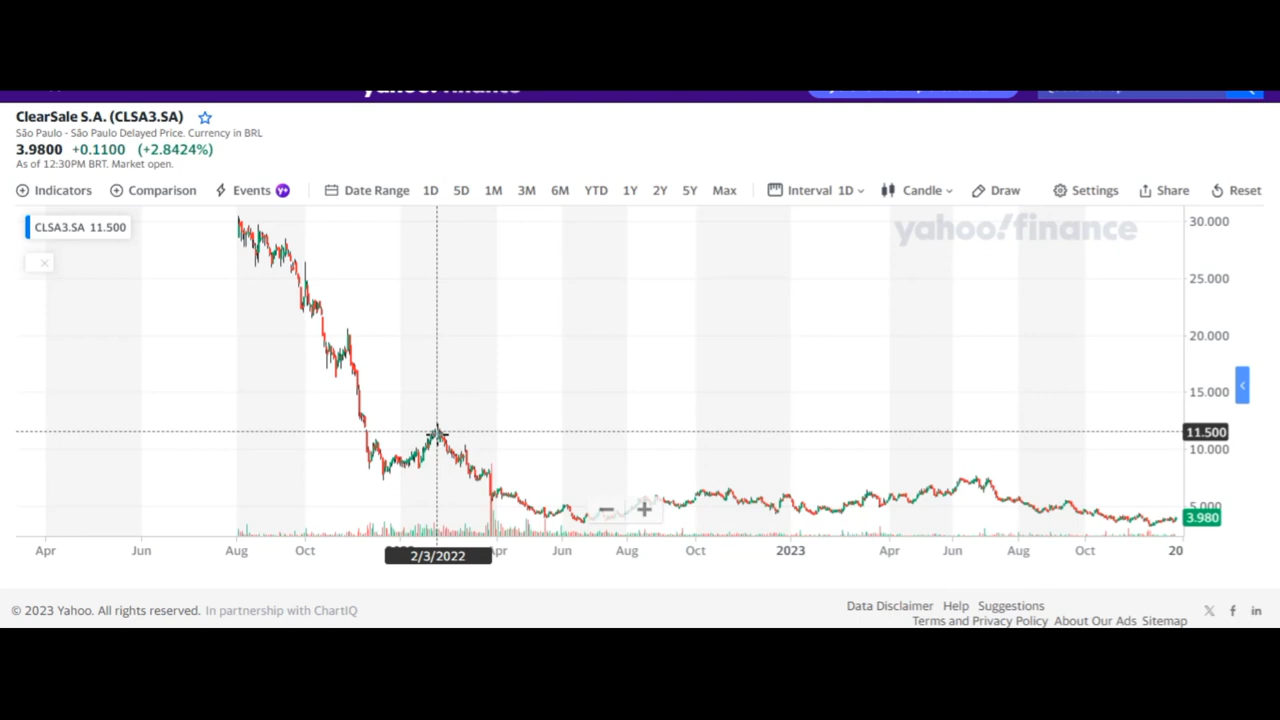 ClearSale S.A. (CLSA3.SA)
São Paulo - São Paulo Delayed Price. Currency in BRL
3.9800 +0.1100 (+2.8424%)
As of 12:30PM BRT. Market open.
Indicators Comparison Events Y+ Date Range 1D 5D 1M 3M 6M YTD 1Y 2Y 5Y Max Interval 1D Candle Draw Settings Share Reset
CLSA3.SA 11.500
yahoo!finance
30.000
25.000
20.000
15.000
11.500
10.000
5.000
3.980
Apr Jun Aug Oct Apr Jun Aug Oct 2023 Apr Jun Aug Oct 20
2/3/2022
© 2023 Yahoo. All rights reserved. In partnership with ChartIQ
Data Disclaimer Help Suggestions
Terms and Privacy Policy About Our Ads Sitemap